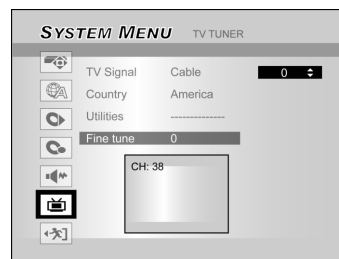 SYSTEM MENU TV TUNER
TV Signal Cable 0
Country America
Utilities --------------
Fine tune 0
CH: 38